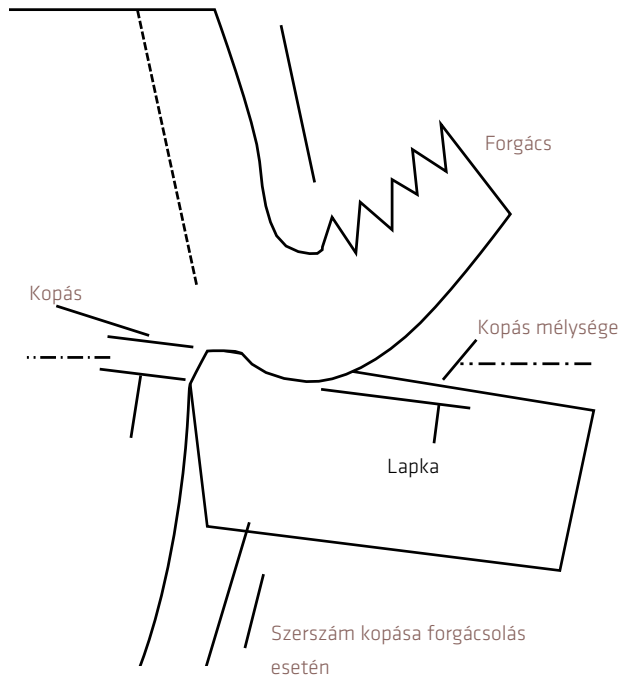 Forgács
Kopás
Kopás mélysége
Lapka
Szerszám kopása forgácsolás
esetén